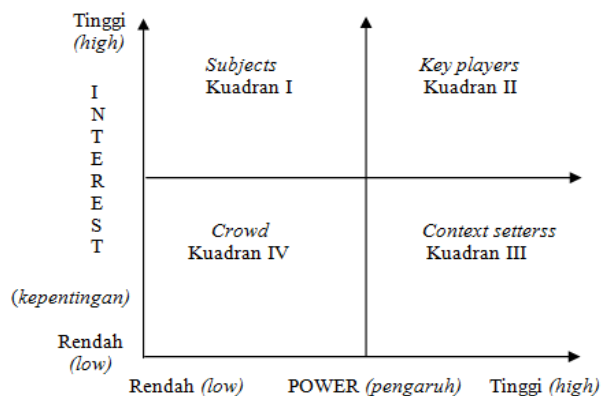 Tinggi
(high)
I
N
T
E
R
E
S
T
(kepentingan)
Rendah
(low)
Subjects
Kuadran I
Key players
Kuadran II
Crowd
Kuadran IV
Context setterss
Kuadran III
Rendah (low)
POWER (pengaruh)
Tinggi (high)